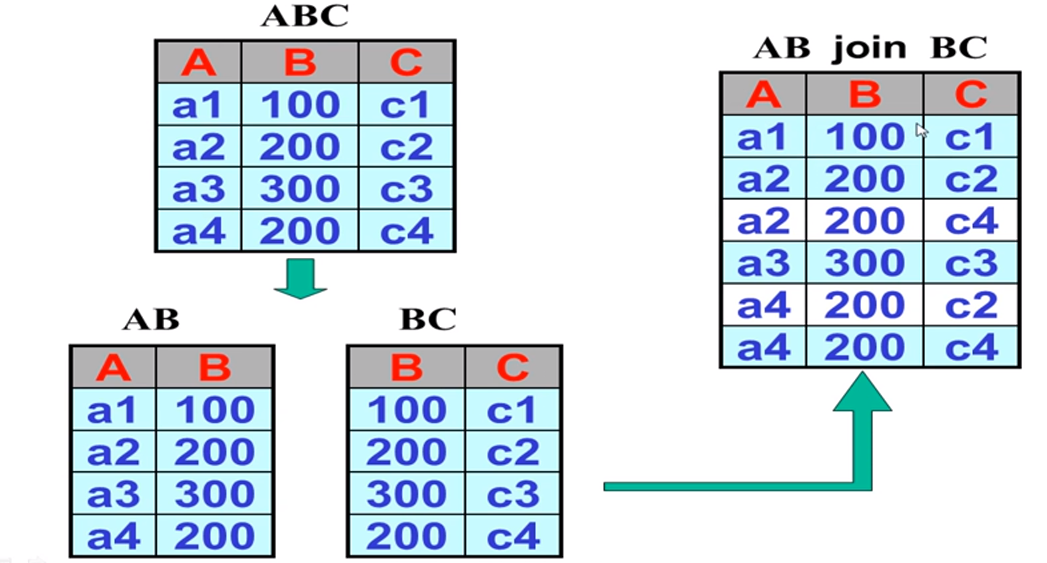 ABC
A B C
a1 100 c1
a2 200 c2
a3 300 c3
a4 200 c4
AB
A B
a1 100
a2 200
a3 300
a4 200
BC
B C
100 c1
200 c2
300 c3
200 c4
AB join BC
A B C
a1 100 c1
a2 200 c2
a2 200 c4
a3 300 c3
a4 200 c2
a4 200 c4